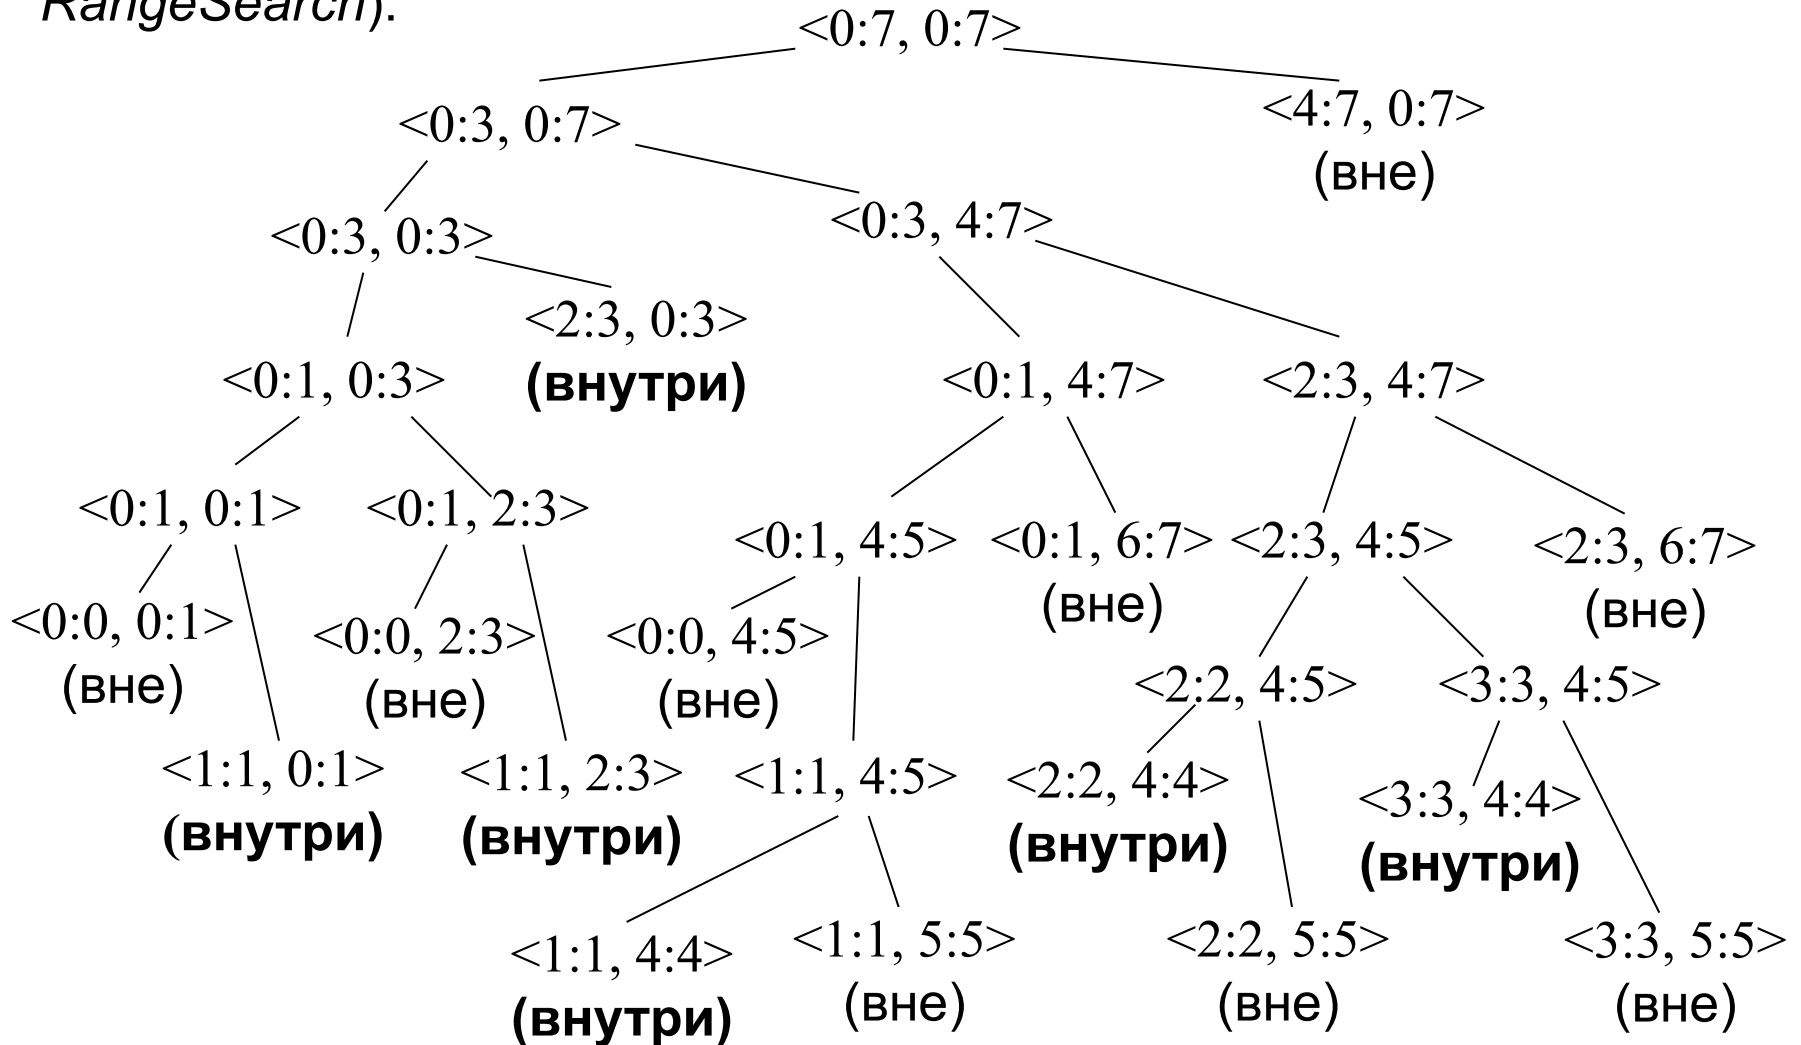 RangeSearch).
<0:7, 0:7>
<0:3, 0:7>
<4:7, 0:7>
(вне)
<0:3, 0:3>
<0:3, 4:7>
<2:3, 0:3>
(внутри)
<0:1, 0:3>
<0:1, 4:7>
<2:3, 4:7>
<0:1, 0:1>
<0:1, 2:3>
<0:1, 4:5>
<0:1, 6:7>
(вне)
<2:3, 4:5>
<2:3, 6:7>
(вне)
<0:0, 0:1>
(вне)
<0:0, 2:3>
(вне)
<0:0, 4:5>
(вне)
<2:2, 4:5>
<3:3, 4:5>
<1:1, 0:1>
(внутри)
<1:1, 2:3>
(внутри)
<1:1, 4:5>
<2:2, 4:4>
(внутри)
<3:3, 4:4>
(внутри)
<1:1, 4:4>
(внутри)
<1:1, 5:5>
(вне)
<2:2, 5:5>
(вне)
<3:3, 5:5>
(вне)